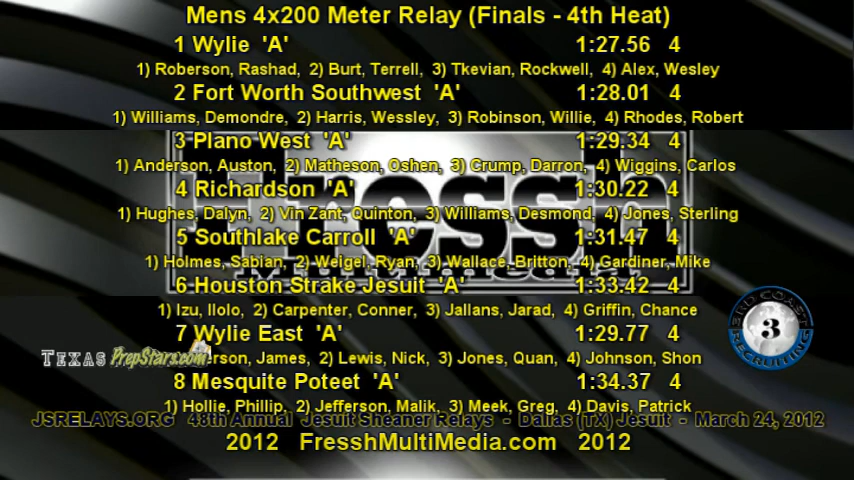 Mens 4x200 Meter Relay (Finals - 4th Heat)
1 Wylie 'A' 1:27.56 4
1) Roberson, Rashad, 2) Burt, Terrell, 3) Tkevian, Rockwell, 4) Alex, Wesley
2 Fort Worth Southwest 'A' 1:28.01 4
1) Williams, Demondre, 2) Harris, Wessley, 3) Robinson, Willie, 4) Rhodes, Robert
3 Plano West 'A' 1:29.34 4
1) Anderson, Auston, 2) Matheson, Oshen, 3) Crump, Darron, 4) Wiggins, Carlos
4 Richardson 'A' 1:30.22 4
1) Hughes, Dalyn, 2) Vin Zant, Quinton, 3) Williams, Desmond, 4) Jones, Sterling
5 Southlake Carroll 'A' 1:31.47 4
1) Holmes, Sabian, 2) Weigel, Ryan, 3) Wallace, Britton, 4) Gardiner, Mike
Multimedia
6 Houston Strake Jesuit 'A' 1:33.42 4
1) Izu, Ilolo, 2) Carpenter, Conner, 3) Jallans, Jarad, 4) Griffin, Chance
3RD COAST
3
RECRUITING
7 Wylie East 'A' 1:29.77 4
Texas PrepStars.com
erson, James, 2) Lewis, Nick, 3) Jones, Quan, 4) Johnson, Shon
8 Mesquite Poteet 'A' 1:34.37 4
1) Hollie, Phillip, 2) Jefferson, Malik, 3) Meek, Greg, 4) Davis, Patrick
JSRELAYS.ORG 48th Annual Jesuit Sheaner Relays - Dallas (TX) Jesuit - March 24, 2012
2012 FresshMultiMedia.com 2012